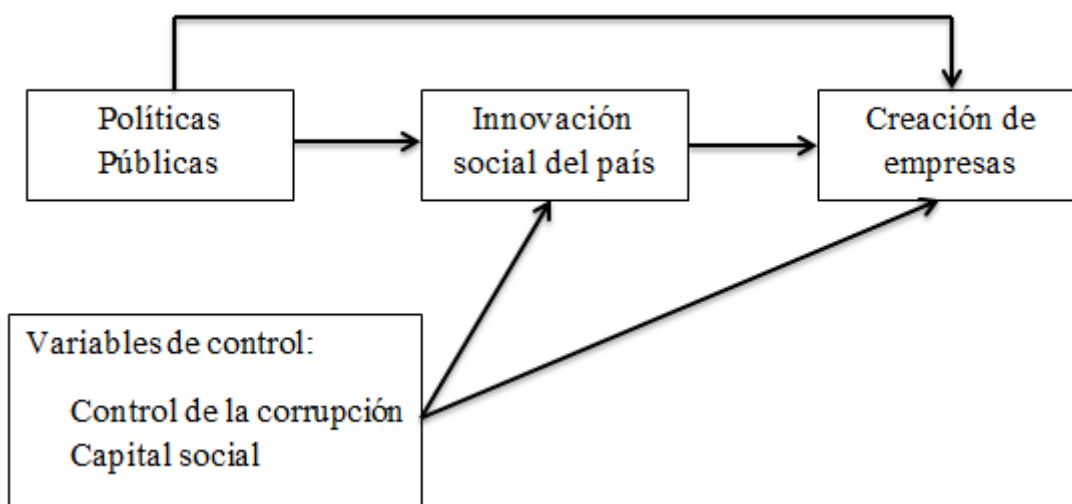 Políticas
Públicas
Innovación
social del país
Creación de
empresas
Variables de control:
Control de la corrupción
Capital social